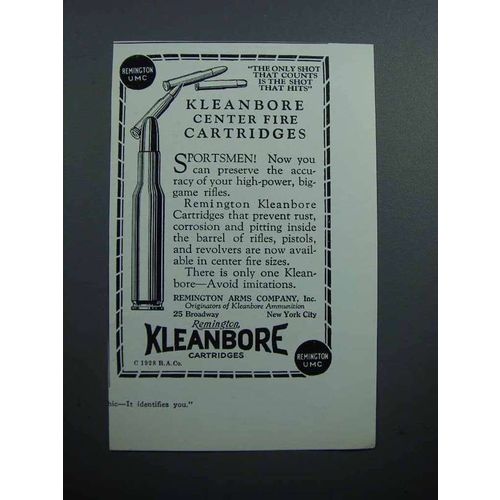 REMINGTON
UMC
"THE ONLY SHOT
THAT COUNTS
IS THE SHOT
THAT HITS"
KLEANBORE
CENTER FIRE
CARTRIDGES
SPORTSMEN! Now you
can preserve the accu-
racy of your high-power, big-
game rifles.
Remington Kleanbore
Cartridges that prevent rust,
corrosion and pitting inside
the barrel of rifles, pistols,
and revolvers are now avail-
able in center fire sizes.
There is only one Klean-
bore—Avoid imitations.
REMINGTON ARMS COMPANY, Inc.
Originators of Kleanbore Ammunition
25 Broadway New York City
Remington
KLEANBORE
CARTRIDGES
C 1928 R.A.Co.
REMINGTON
UMC
hic—It identifies you."